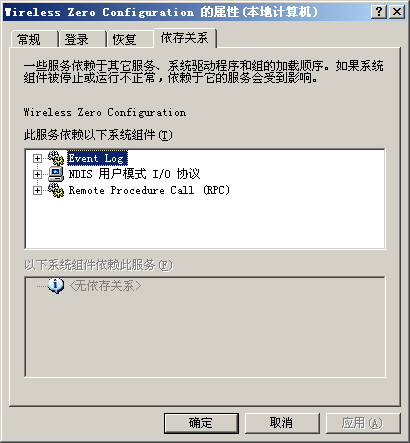 Wireless Zero Configuration 的属性(本地计算机)
常规 登录 恢复 依存关系
一些服务依赖于其它服务、系统驱动程序和组的加载顺序。如果系统
组件被停止或运行不正常，依赖于它的服务会受到影响。
Wireless Zero Configuration
此服务依赖以下系统组件(T)
Event Log
NDIS 用户模式 I/O 协议
Remote Procedure Call (RPC)
以下系统组件依赖此服务(F)
<无依存关系>
确定 取消 应用(A)